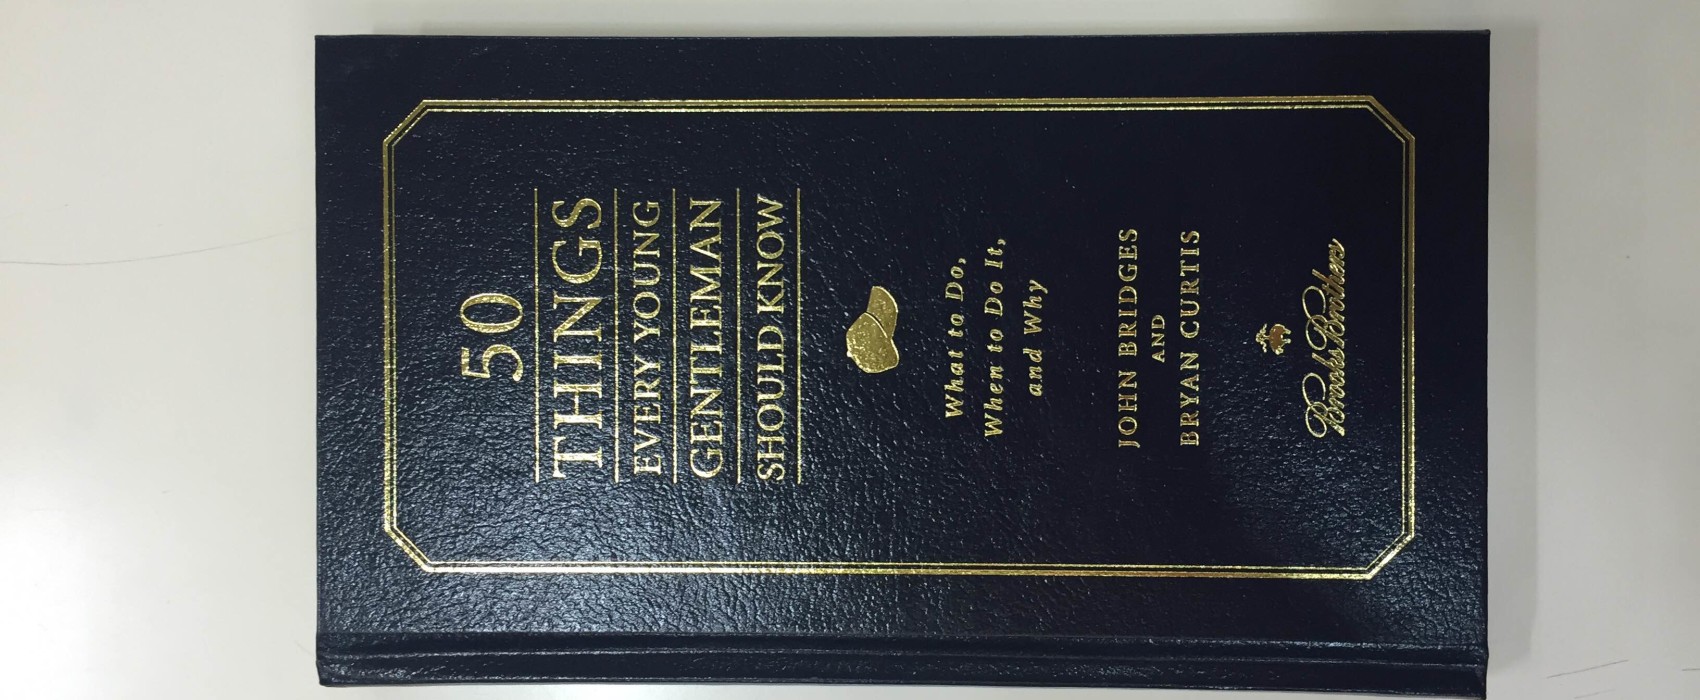 50
THINGS
EVERY YOUNG
GENTLEMAN
SHOULD KNOW
What to Do,
When to Do It,
and Why
JOHN BRIDGES
AND
BRYAN CURTIS
Brooks Brothers